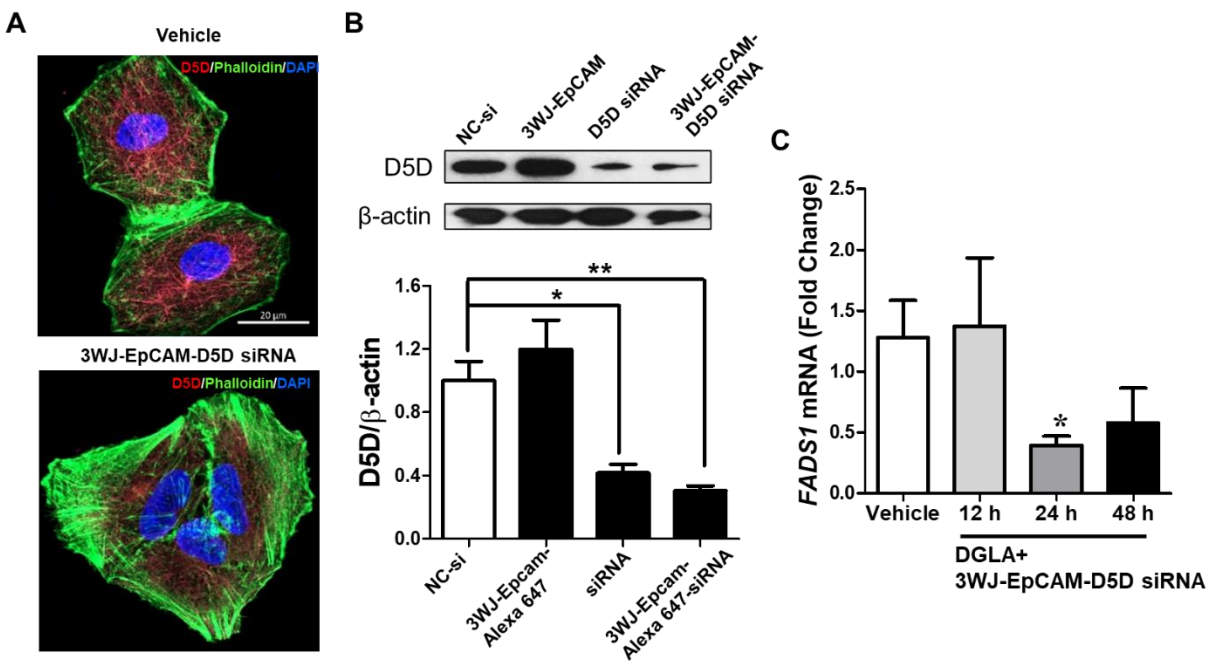 A
Vehicle
D5D/Phalloidin/DAPI
20 µm
3WJ-EpCAM-D5D siRNA
D5D/Phalloidin/DAPI
B
NC-si
3WJ-EpCAM
D5D siRNA
3WJ-EpCAM-
D5D siRNA
D5D
β-actin
D5D/β-actin
1.6
1.2
0.8
0.4
0.0
*
**
NC-si
3WJ-Epcam-
Alexa 647
siRNA
3WJ-Epcam-
Alexa 647-siRNA
C
FADS1 mRNA (Fold Change)
2.5
2.0
1.5
1.0
0.5
0.0
*
Vehicle
12 h
24 h
48 h
DGLA+
3WJ-EpCAM-D5D siRNA